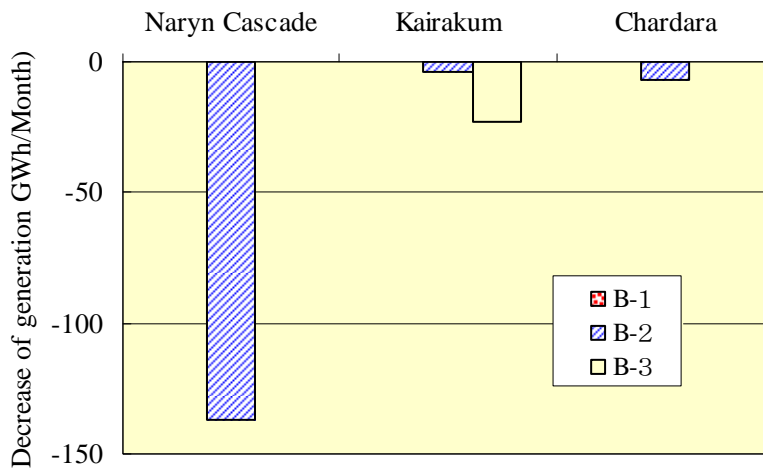 Naryn Cascade Kairakum Chardara
Decrease of generation GWh/Month)
0
-50
-100
-150
B-1
B-2
B-3